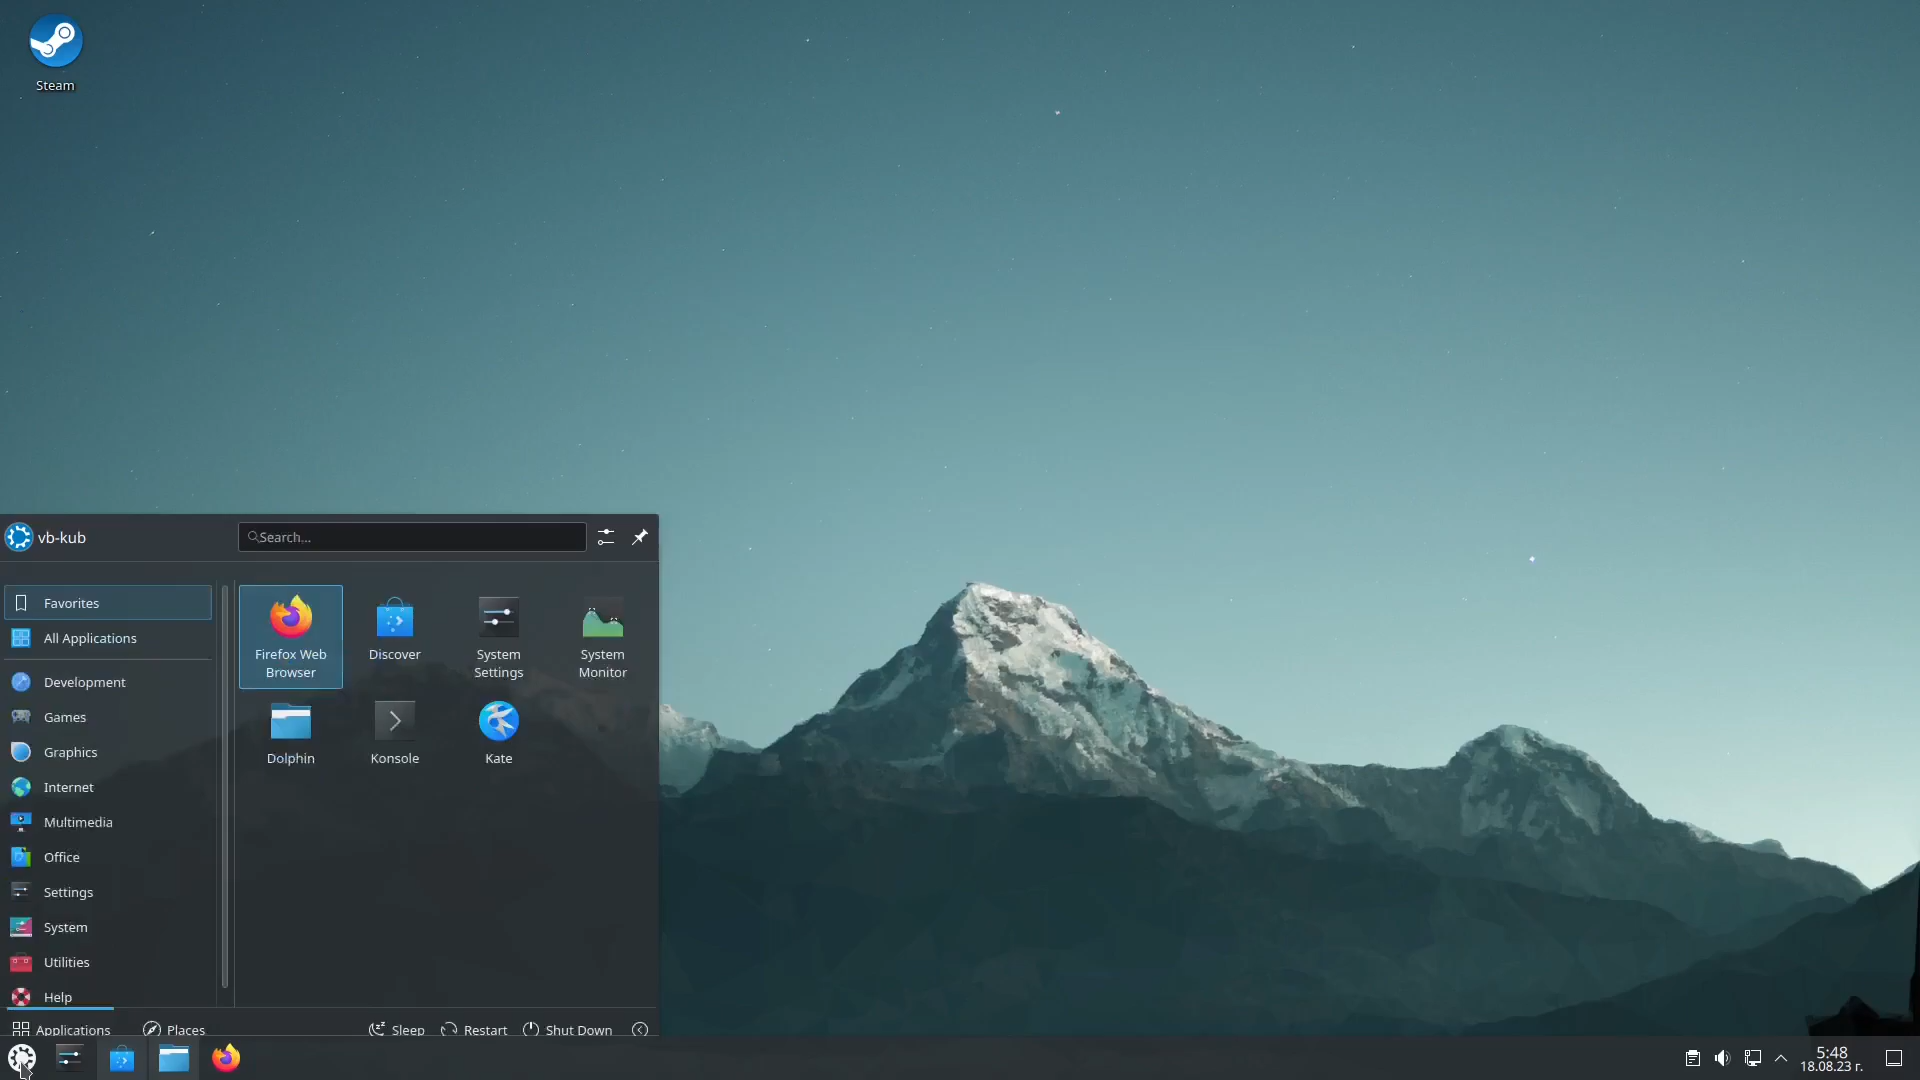 Steam
vb-kub
Search...
Favorites
All Applications
Development
Games
Graphics
Internet
Multimedia
Office
Settings
System
Utilities
Help
Firefox Web
Browser
Discover
System
Settings
System
Monitor
Dolphin
Konsole
Kate
Applications
Places
Sleep
Restart
Shut Down
5:48
18.08.23 г.